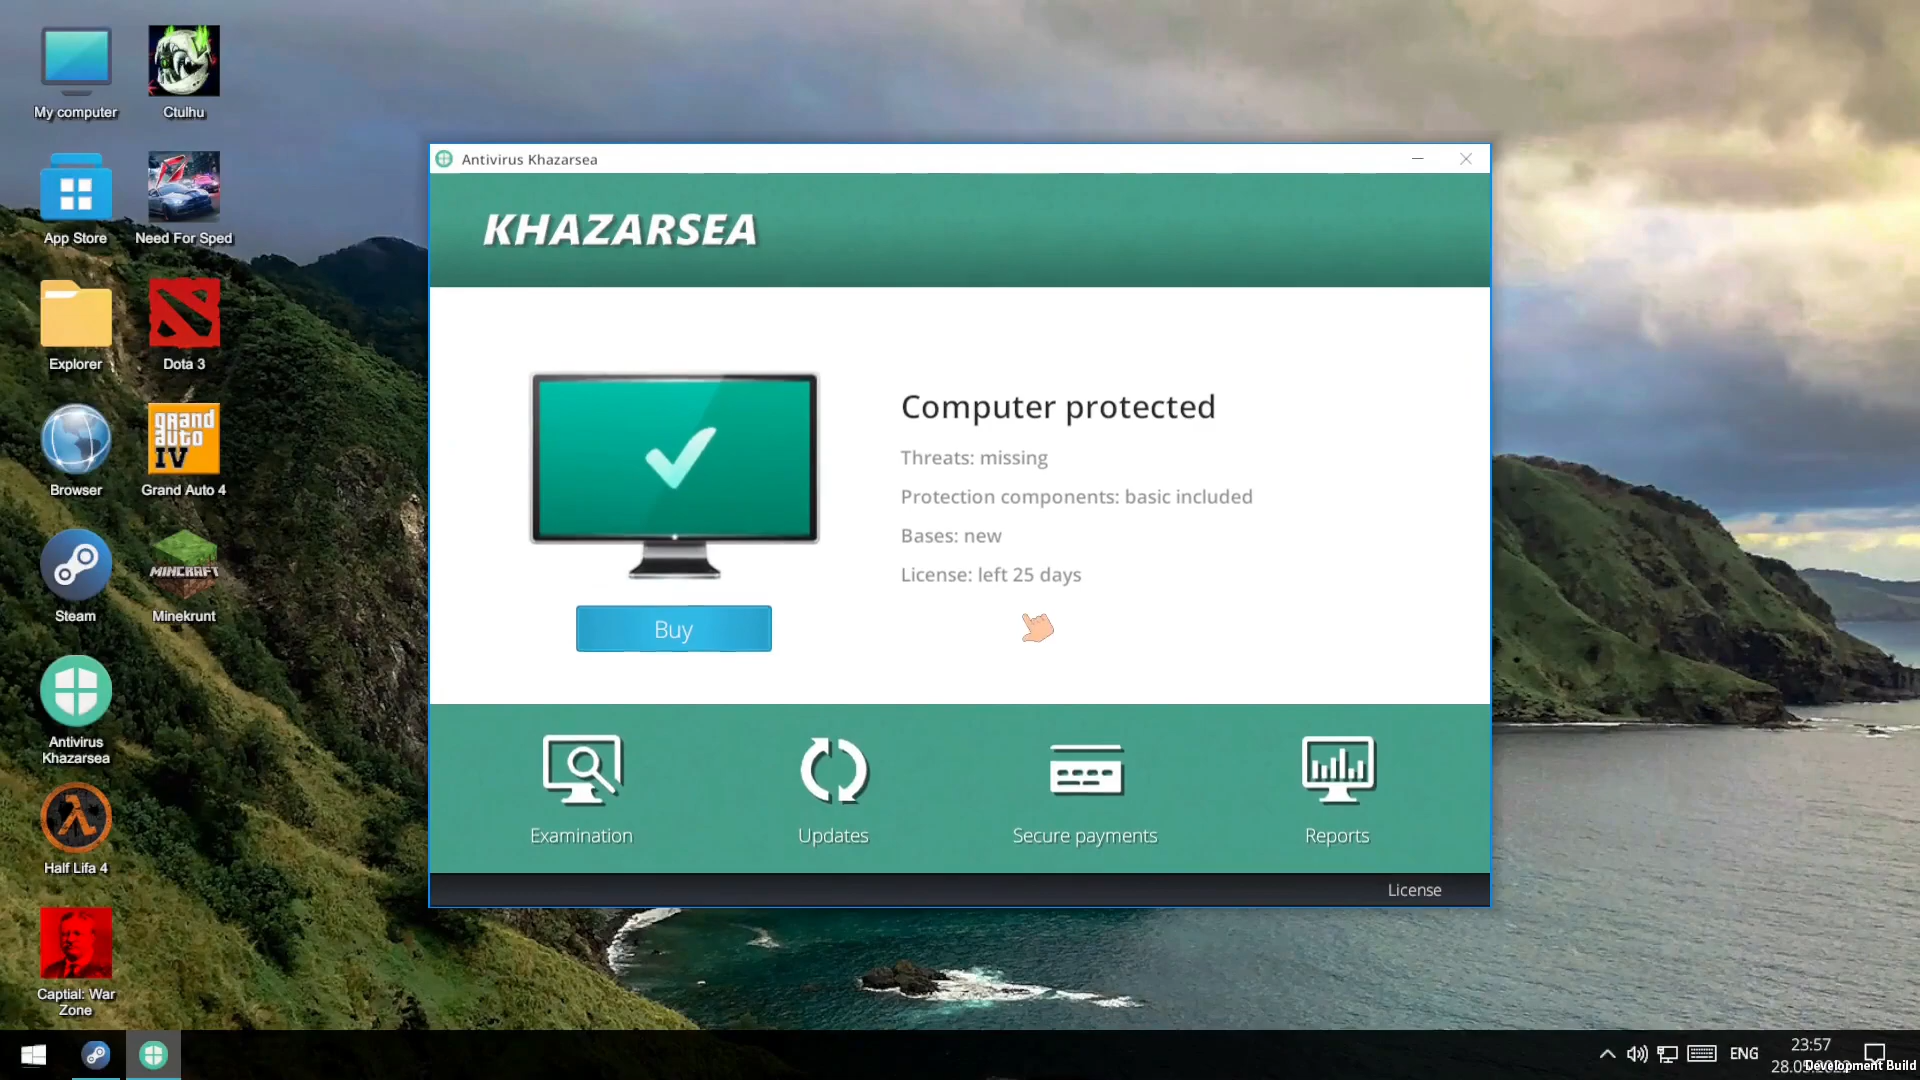 My computer
Ctulhu
App Store
Need For Sped
Explorer
Dota 3
grand
auto
IV
Browser
Grand Auto 4
Steam
MINCRAFT
Minekrunt
Antivirus
Khazarsea
Half Lifa 4
Captial: War
Zone
Antivirus Khazarsea
KHAZARSEA
Computer protected
Threats: missing
Protection components: basic included
Bases: new
License: left 25 days
Buy
Examination
Updates
Secure payments
Reports
License
ENG
23:57
Development Build